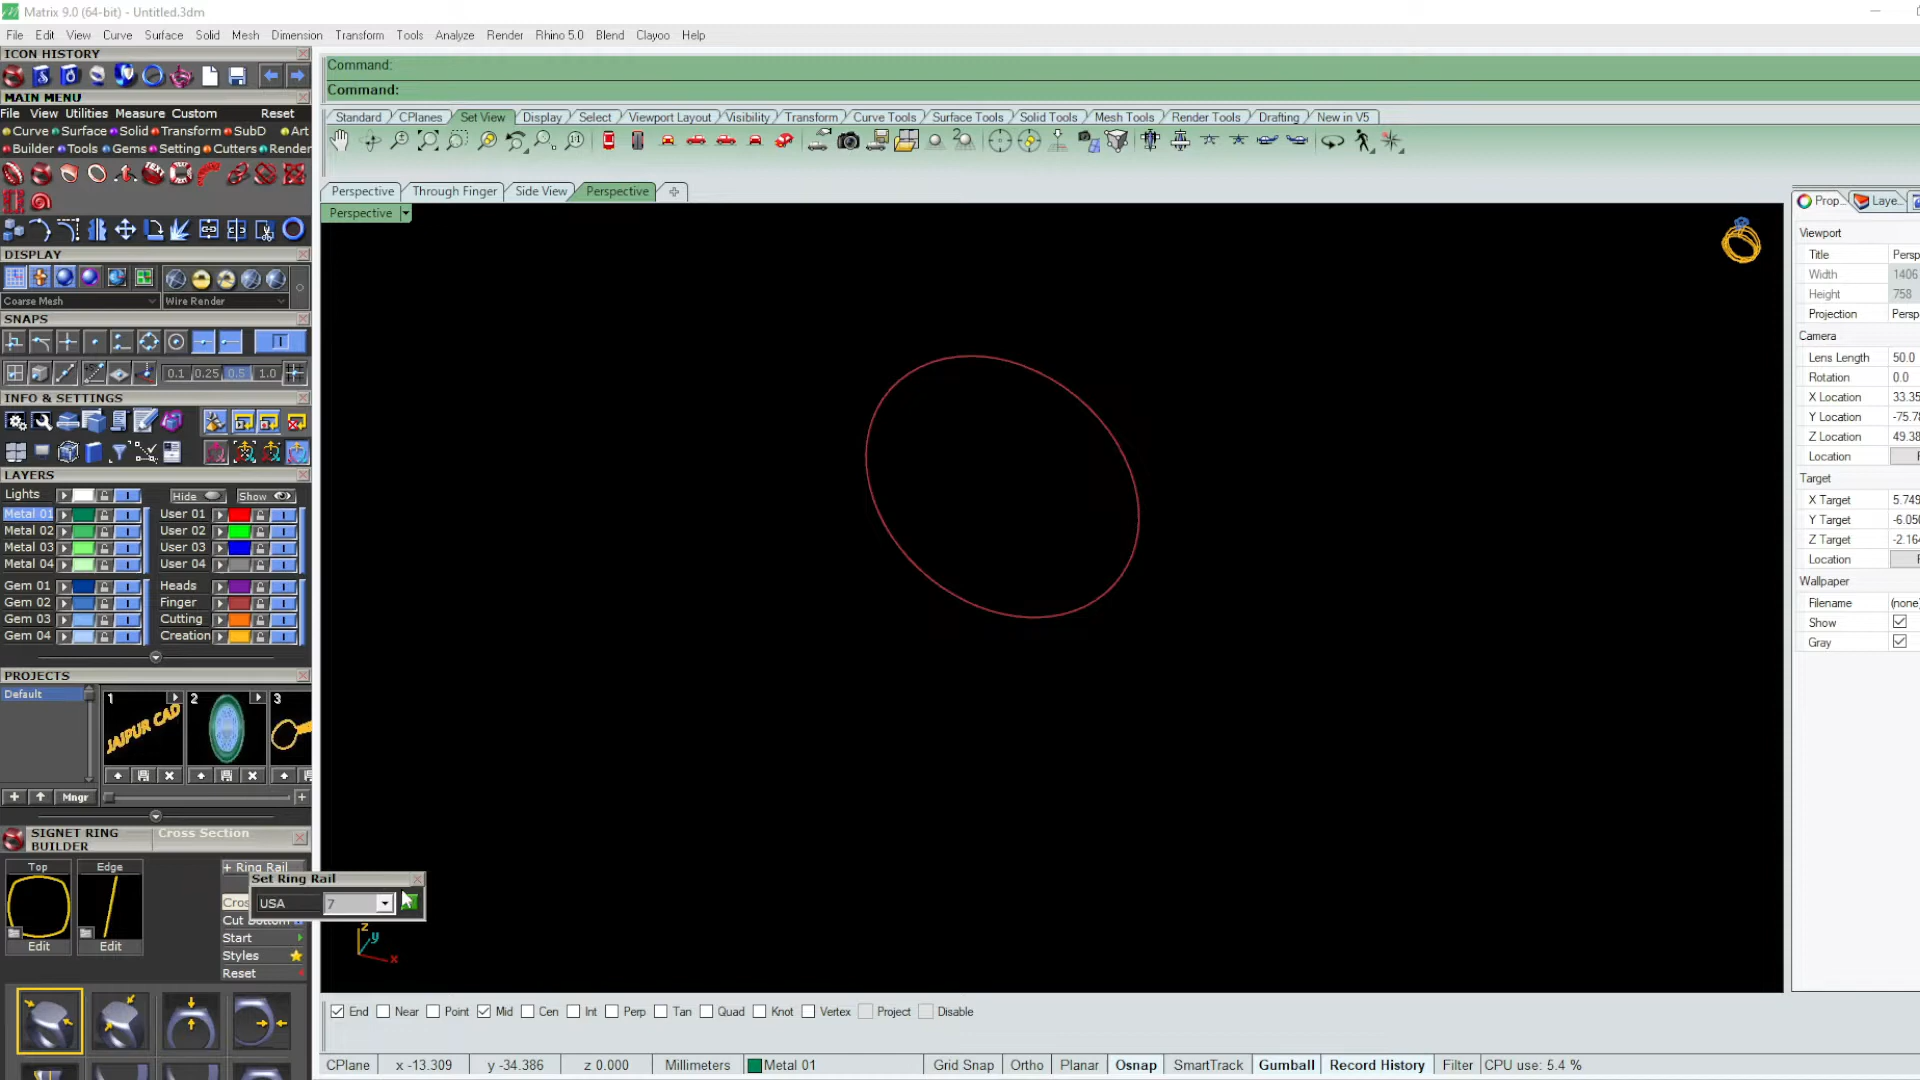 Matrix 9.0 (64-bit) - Untitled.3dm
File Edit View Curve Surface Solid Mesh Dimension Transform Tools Analyze Render Rhino 5.0 Blend Clayoo Help
ICON HISTORY
MAIN MENU
File View Utilities Measure Custom Reset
Curve Surface Solid Transform SubD Art
Builder Tools Gems Setting Cutters Render
DISPLAY
Coarse Mesh Wire Render
SNAPS
0.1 0.25 0.5 1.0
INFO & SETTINGS
LAYERS
Lights Hide Show
Metal 01 User 01
Metal 02 User 02
Metal 03 User 03
Metal 04 User 04
Gem 01 Heads
Gem 02 Finger
Gem 03 Cutting
Gem 04 Creation
PROJECTS
Default
1 2 3
JAIPUR CAD
Mngr
SIGNET RING BUILDER
Cross Section
Top Edge
Edit Edit
+ Ring Rail
Cros
Cut Bottom
Start
Styles
Reset
Set Ring Rail
USA 7
Command:
Command:
Standard CPlanes Set View Display Select Viewport Layout Visibility Transform Curve Tools Surface Tools Solid Tools Mesh Tools Render Tools Drafting New in V5
Perspective Through Finger Side View Perspective
Perspective
z
y
x
Prop... Laye...
Viewport
Title Persp
Width 1406
Height 758
Projection Persp
Camera
Lens Length 50.0
Rotation 0.0
X Location 33.35
Y Location -75.78
Z Location 49.38
Location
Target
X Target 5.749
Y Target -6.050
Z Target -2.164
Location
Wallpaper
Filename (none)
Show
Gray
End Near Point Mid Cen Int Perp Tan Quad Knot Vertex Project Disable
CPlane x -13.309 y -34.386 z 0.000 Millimeters Metal 01 Grid Snap Ortho Planar Osnap SmartTrack Gumball Record History Filter CPU use: 5.4 %